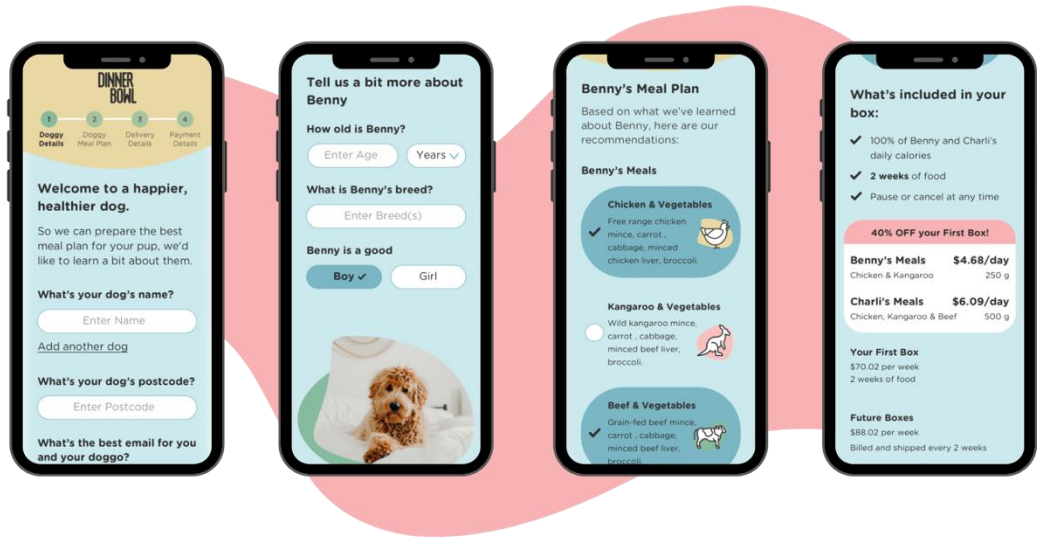 DINNER
BOWL
1
2
3
4
Doggy
Details
Doggy
Meal Plan
Delivery
Details
Payment
Details
Welcome to a happier,
healthier dog.
So we can prepare the best
meal plan for your pup, we'd
like to learn a bit about them.
What's your dog's name?
Enter Name
Add another dog
What's your dog's postcode?
Enter Postcode
What's the best email for you
and your doggo?
Tell us a bit more about
Benny
How old is Benny?
Enter Age
Years
What is Benny's breed?
Enter Breed(s)
Benny is a good
Boy
Girl
Benny's Meal Plan
Based on what we've learned
about Benny, here are our
recommendations:
Benny's Meals
Chicken & Vegetables
Free range chicken
mince, carrot ,
cabbage, minced
chicken liver, broccoli.
Kangaroo & Vegetables
Wild kangaroo mince,
carrot , cabbage,
minced beef liver,
broccoli.
Beef & Vegetables
Grain-fed beef mince,
carrot , cabbage,
minced beef liver,
broccoli
What's included in your
box:
100% of Benny and Charli's
daily calories
2 weeks of food
Pause or cancel at any time
40% OFF your First Box!
Benny's Meals $4.68/day
Chicken & Kangaroo 250 g
Charli's Meals $6.09/day
Chicken, Kangaroo & Beef 500 g
Your First Box
$70.02 per week
2 weeks of food
Future Boxes
$88.02 per week
Billed and shipped every 2 weeks